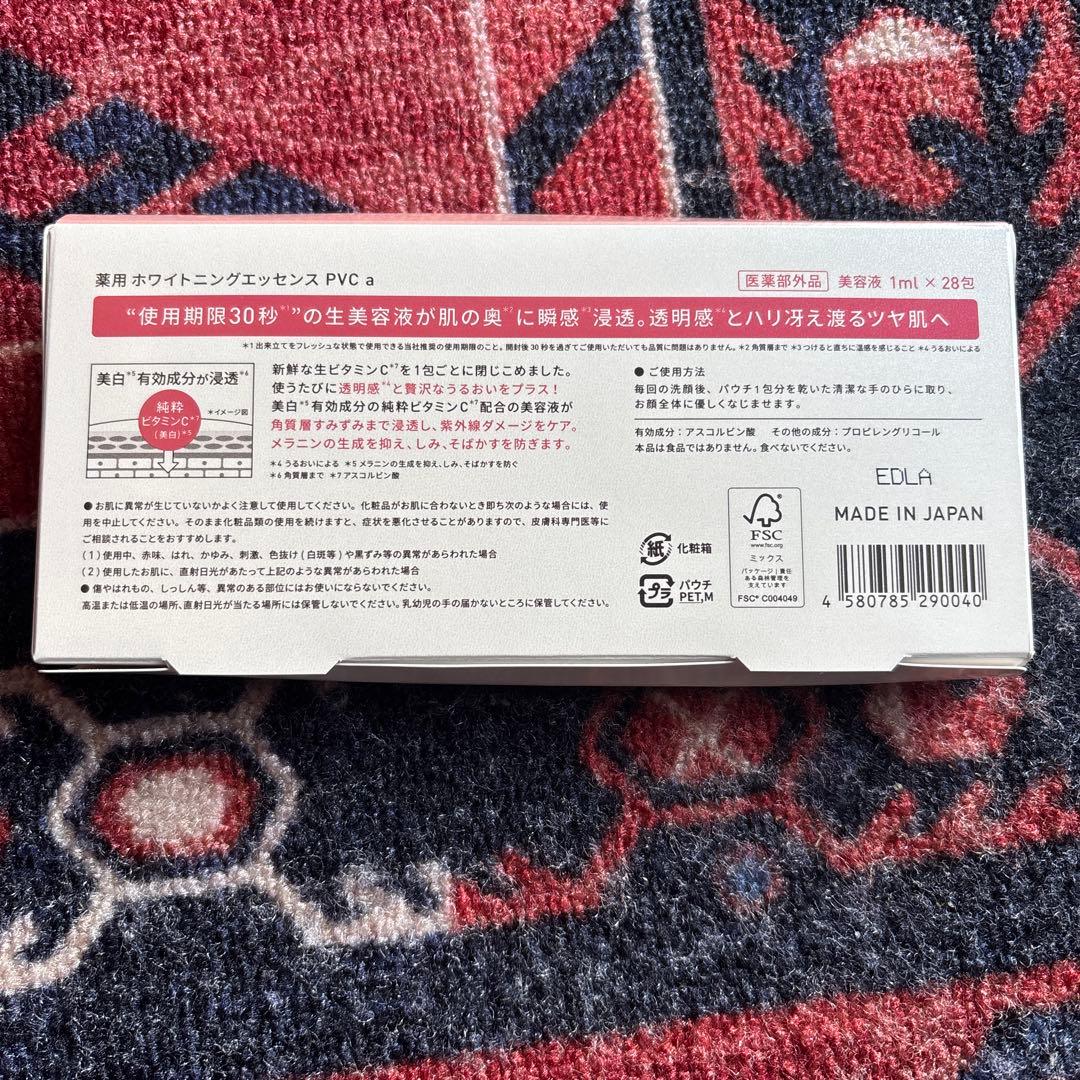 薬用 ホワイトニングエッセンス PVC a
医薬部外品 美容液 1ml × 28包
“使用期限30秒*1”の生美容液が肌の奥*2に瞬感*3浸透。透明感*4とハリ冴え渡るツヤ肌へ
*1 出来立てをフレッシュな状態で使用できる当社推奨の使用期限のこと。開封後30秒を過ぎてご使用いただいても品質に問題はありません。*2 角質層まで *3 つけると直ちに温感を感じること *4 うるおいによる
美白*5有効成分が浸透*6
純粋
ビタミンC*7
(美白)*5
*イメージ図
新鮮な生ビタミンC*7を1包ごとに閉じこめました。
使うたびに透明感*4と贅沢なうるおいをプラス！
美白*5有効成分の純粋ビタミンC*7配合の美容液が
角質層すみずみまで浸透し、紫外線ダメージをケア。
メラニンの生成を抑え、しみ、そばかすを防ぎます。
*4 うるおいによる *5 メラニンの生成を抑え、しみ、そばかすを防ぐ
*6 角質層まで *7 アスコルビン酸
● ご使用方法
毎回の洗顔後、パウチ1包分を乾いた清潔な手のひらに取り、
お顔全体に優しくなじませます。
有効成分：アスコルビン酸 その他の成分：プロピレングリコール
本品は食品ではありません。食べないでください。
● お肌に異常が生じていないかよく注意して使用してください。化粧品がお肌に合わないとき即ち次のような場合には、使
用を中止してください。そのまま化粧品類の使用を続けますと、症状を悪化させることがありますので、皮膚科専門医等に
ご相談されることをおすすめします。
(1) 使用中、赤味、はれ、かゆみ、刺激、色抜け(白斑等)や黒ずみ等の異常があらわれた場合
(2) 使用したお肌に、直射日光があたって上記のような異常があらわれた場合
● 傷やはれもの、しっしん等、異常のある部位にはお使いにならないでください。
高温または低温の場所、直射日光が当たる場所には保管しないでください。乳幼児の手の届かないところに保管してください。
紙 化粧箱
プラ パウチ
PET,M
FSC
www.fsc.org
ミックス
パッケージ｜責任
ある森林管理を
支えています
FSC® C004049
EDLA
MADE IN JAPAN
4 580785 290040